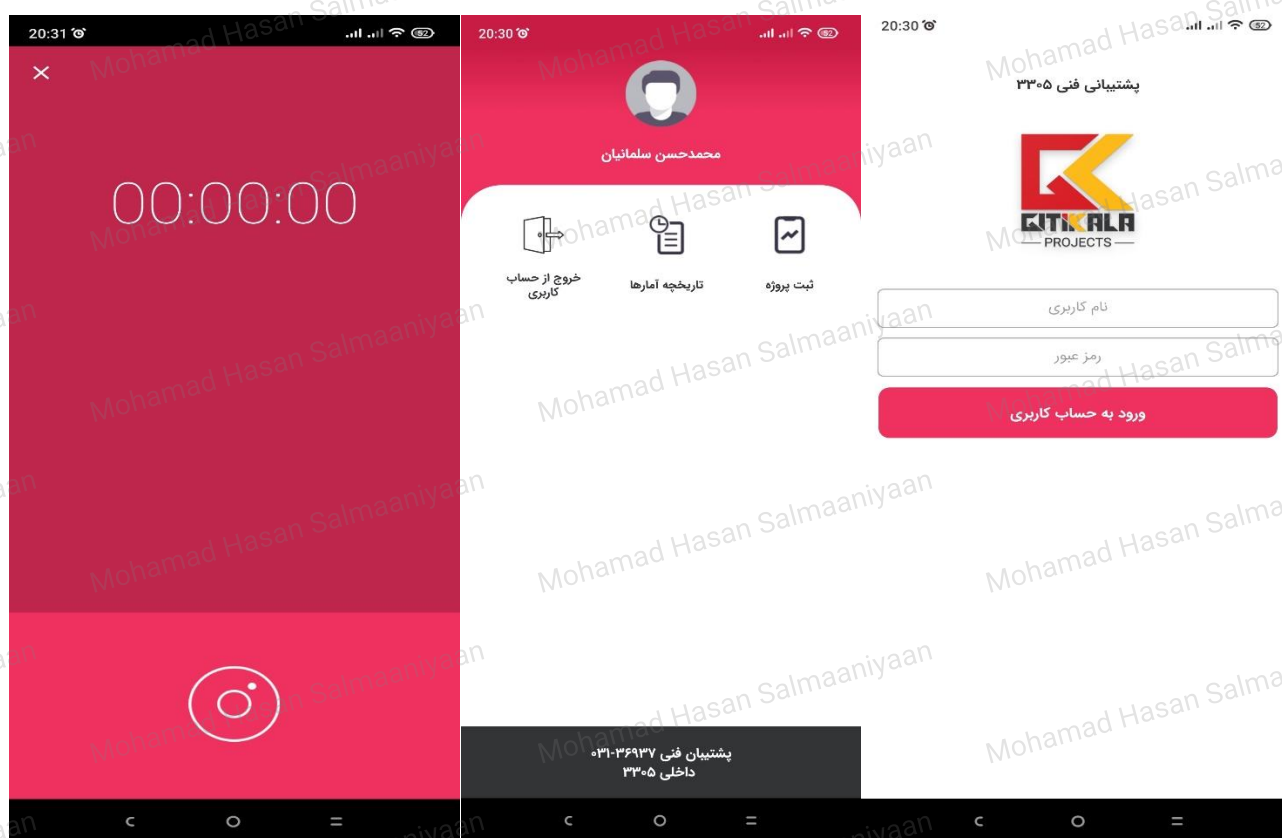 20:31
00:00:00
20:30
محمدحسن سلمانیان
ثبت پروژه
تاریخچه آمارها
خروج از حساب
کاربری
پشتیبان فنی ۳۶۹۳۷-۰۳۱
داخلی ۳۳۰۵
20:30
پشتیبانی فنی ۳۳۰۵
GITIKALA
PROJECTS
نام کاربری
رمز عبور
ورود به حساب کاربری
Mohamad Hasan Salmaaniyaan